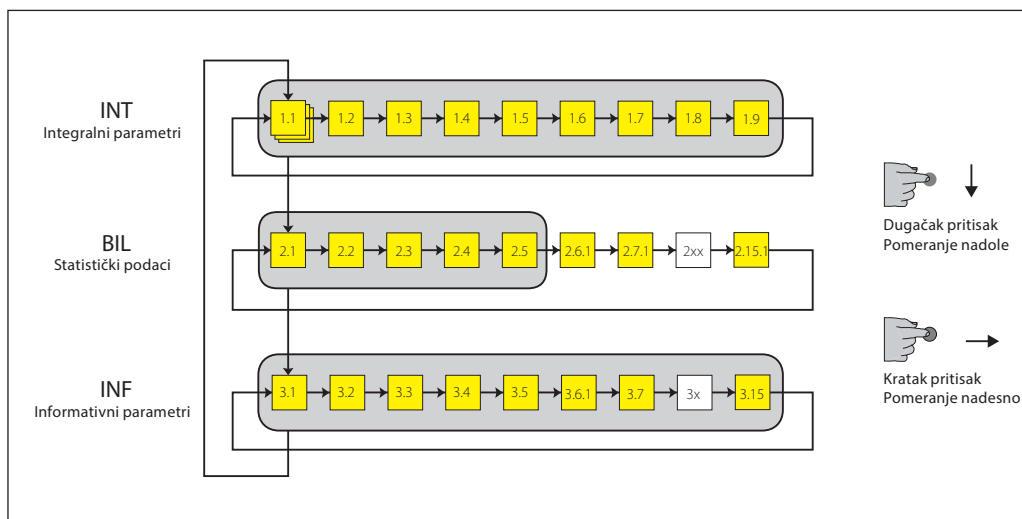 INT
Integralni parametri
1.1 1.2 1.3 1.4 1.5 1.6 1.7 1.8 1.9
Dugačak pritisak
Pomeranje nadole
BIL
Statistički podaci
2.1 2.2 2.3 2.4 2.5 2.6.1 2.7.1 2xx 2.15.1
Kratak pritisak
Pomeranje nadesno
INF
Informativni parametri
3.1 3.2 3.3 3.4 3.5 3.6.1 3.7 3x 3.15